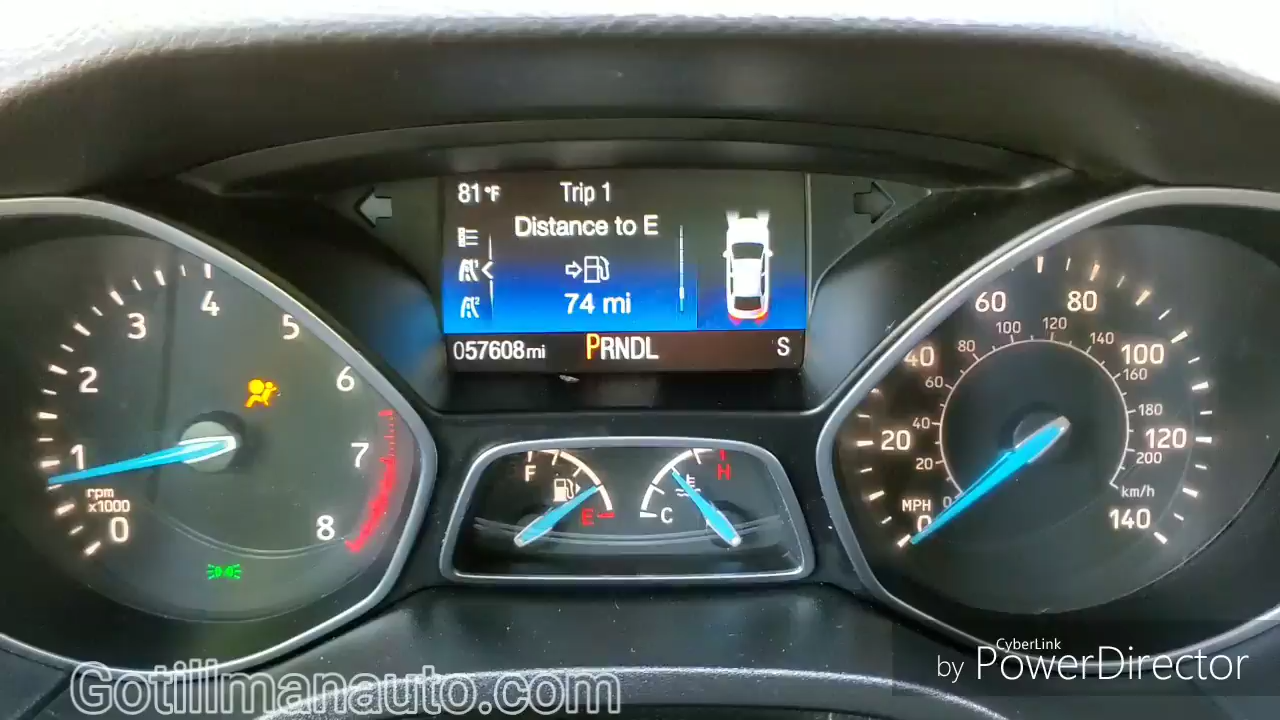 81°F Trip 1
Distance to E
74 mi
057608mi PRNDL S
0 1 2 3 4 5 6 7 8
rpm
x1000
F E
C H
0 20 40 60 80 100 120 140
MPH
0 20 40 60 80 100 120 140 160 180 200
km/h
Gotillmanauto.com
CyberLink
by PowerDirector